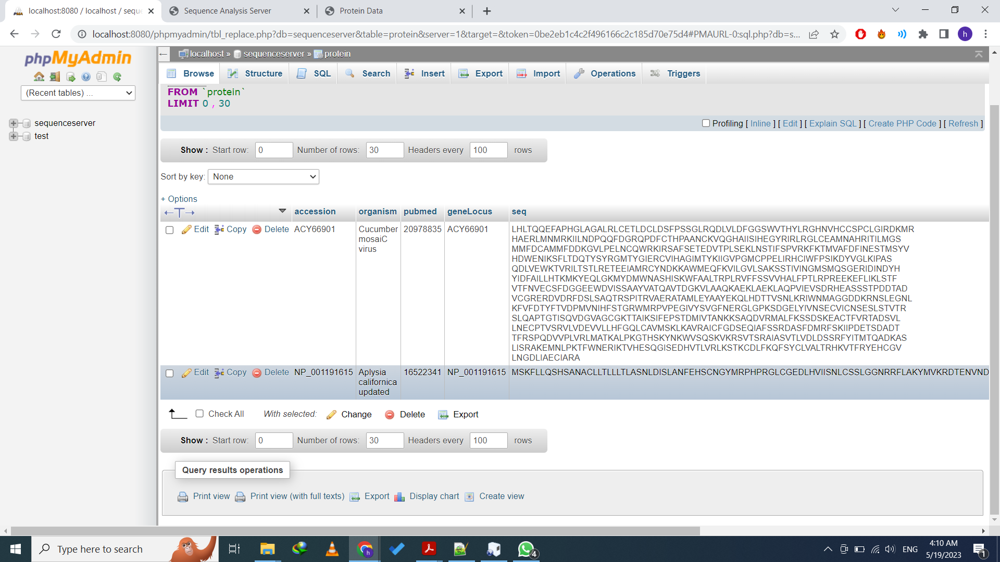 localhost:8080 / localhost / seque
Sequence Analysis Server
Protein Data
localhost:8080/phpmyadmin/tbl_replace.php?db=sequenceserver&table=protein&server=1&target=&token=0be2eb1c4c2f496166c2c185d70e75d4#PMAURL-0:sql.php?db=s...
h
phpMyAdmin
(Recent tables) ...
sequenceserver
test
localhost » sequenceserver » protein
Browse Structure SQL Search Insert Export Import Operations Triggers
FROM `protein`
LIMIT 0 , 30
Profiling [ Inline ] [ Edit ] [ Explain SQL ] [ Create PHP Code ] [ Refresh ]
Show : Start row: 0 Number of rows: 30 Headers every 100 rows
Sort by key: None
+ Options
←T→ accession organism pubmed geneLocus seq
Edit Copy Delete ACY66901 Cucumber 20978835 ACY66901 LHLTQQEFAPHGLAGALRLCETLDCLDSFPSSGLRQDLVLDFGGSWVTHYLRGHNVHCCSPCLGIRDKMR
mosaiC HAERLMNMRKIILNDPQQFDGRQPDFCTHPAANCKVQGHAIISIHEGYRIRLRGLCEAMNAHRITILMGS
virus MMFDCAMMFDDKGVLPELNCQWRKIRSAFSETEDVTPLSEKLNSTIFSPVRKFKTMVAFDFINESTMSYV
HDWENIKSFLTDQTYSYRGMTYGIERCVIHAGIMTYKIIGVPGMCPPELIRHCIWFPSIKDYVGLKIPAS
QDLVEWKTVRILTSTLRETEEIAMRCYNDKKAWMEQFKVILGVLSAKSSTIVINGMSMQSGERIDINDYH
YIDFAILLHTKMKYEQLGKMYDMWNASHISKWFAALTRPLRVFFSSVVHALFPTLRPREEKEFLIKLSTF
VTFNVECSFDGGEEWDVISSAAYVATQAVTDGKVLAAQKAEKLAEKLAQPVIEVSDRHEASSSTPDDTAD
VCGRERDVDRFDSLSAQTRSPITRVAERATAMLEYAAYEKQLHDTTVSNLKRIWNMAGGDDKRNSLEGNL
KFVFDTYFTVDPMVNIHFSTGRWMRPVPEGIVYSVGFNERGLGPKSDGELYIVNSECVICNSESLSTVTR
SLQAPTGTISQVDGVAGCGKTTAIKSIFEPSTDMIVTANKKSAQDVRMALFKSSDSKEACTFVRTADSVL
LNECPTVSRVLVDEVVLLHFGQLCAVMSKLKAVRAICFGDSEQIAFSSRDASFDMRFSKIIPDETSDADT
TFRSPQDVVPLVRLMATKALPKGTHSKYNKWVSQSKVKRSVTSRAIASVTLVDLDSSRFYITMTQADKAS
LISRAKEMNLPKTFWNERIKTVHESQGISEDHVTLVRLKSTKCDLFKQFSYCLVALTRHKVTFRYEHCGV
LNGDLIAECIARA
Edit Copy Delete NP_001191615 Aplysia 16522341 NP_001191615 MSKFLLQSHSANACLLTLLLTLASNLDISLANFEHSCNGYMRPHPRGLCGEDLHVIISNLCSSLGGNRRFLAKYMVKRDTENVND
californica
updated
Check All With selected: Change Delete Export
Show : Start row: 0 Number of rows: 30 Headers every 100 rows
Query results operations
Print view Print view (with full texts) Export Display chart Create view
Type here to search
4
ENG
4:10 AM
5/19/2023
1